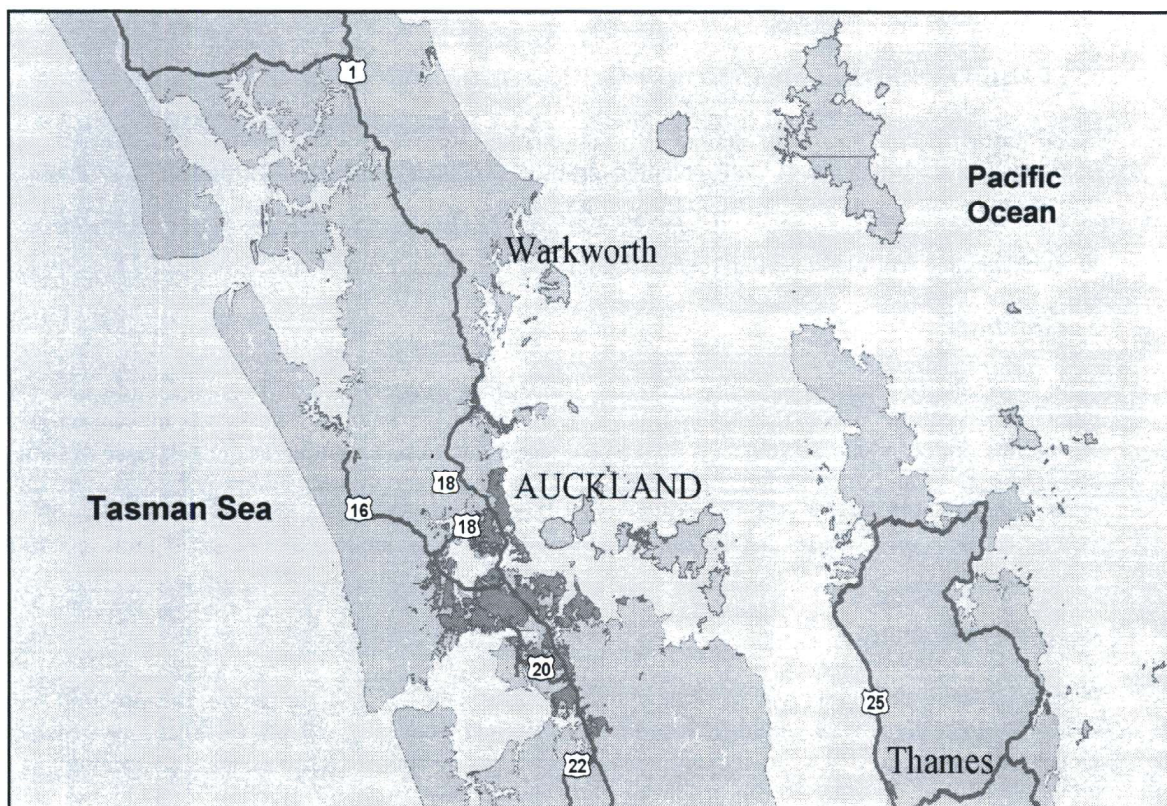 1
Pacific
Ocean
Warkworth
18
AUCKLAND
Tasman Sea
16
18
20
25
Thames
22